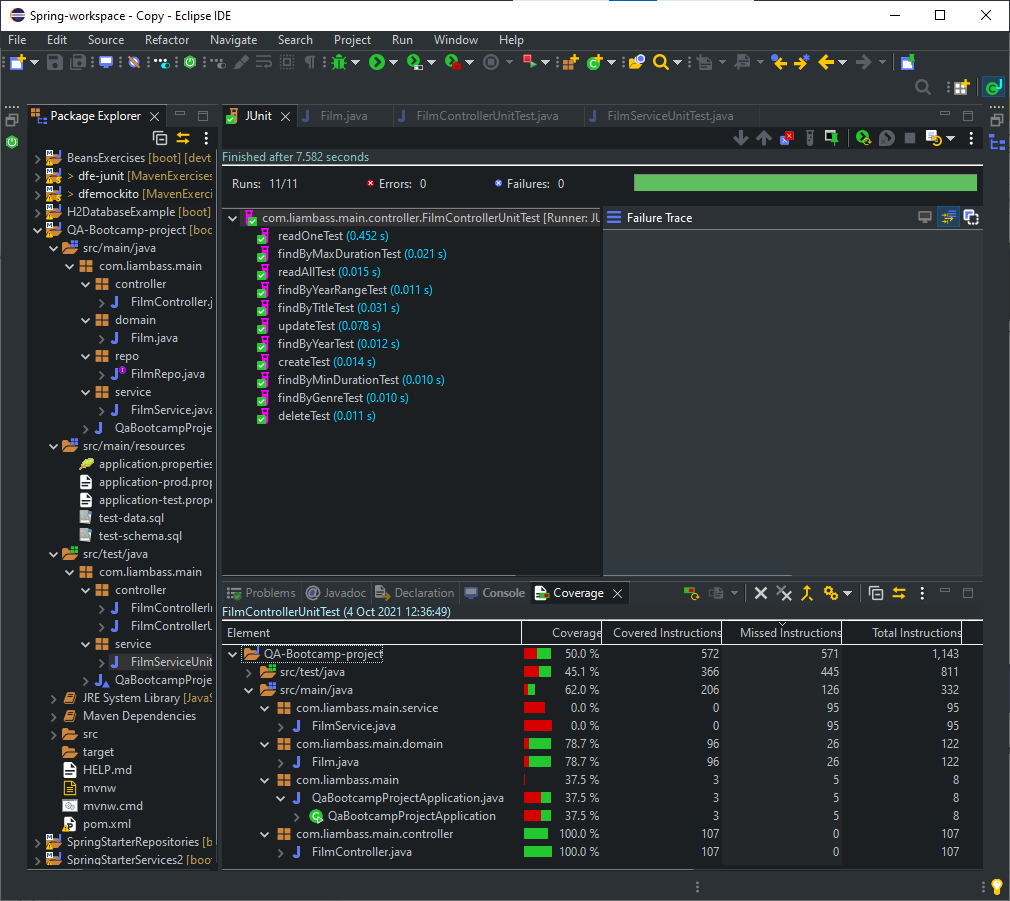 Spring-workspace - Copy - Eclipse IDE
File Edit Source Refactor Navigate Search Project Run Window Help
Package Explorer
BeansExercises [boot] [devt
> dfe-junit [MavenExercises
> dfemockito [MavenExerci
H2DatabaseExample [boot]
QA-Bootcamp-project [boo
src/main/java
com.liambass.main
controller
FilmController.j
domain
Film.java
repo
FilmRepo.java
service
FilmService.java
QaBootcampProje
src/main/resources
application.properties
application-prod.prop
application-test.prope
test-data.sql
test-schema.sql
src/test/java
com.liambass.main
controller
FilmControllerIn
FilmControllerU
service
FilmServiceUnit
QaBootcampProje
JRE System Library [JavaS
Maven Dependencies
src
target
HELP.md
mvnw
mvnw.cmd
pom.xml
SpringStarterRepositories [b
SpringStarterServices2 [boot
JUnit Film.java FilmControllerUnitTest.java FilmServiceUnitTest.java
Finished after 7.582 seconds
Runs: 11/11 Errors: 0 Failures: 0
com.liambass.main.controller.FilmControllerUnitTest [Runner: JU
readOneTest (0.452 s)
findByMaxDurationTest (0.021 s)
readAllTest (0.015 s)
findByYearRangeTest (0.011 s)
findByTitleTest (0.031 s)
updateTest (0.078 s)
findByYearTest (0.012 s)
createTest (0.014 s)
findByMinDurationTest (0.010 s)
findByGenreTest (0.010 s)
deleteTest (0.011 s)
Failure Trace
Problems Javadoc Declaration Console Coverage
FilmControllerUnitTest (4 Oct 2021 12:36:49)
Element Coverage Covered Instructions Missed Instructions Total Instructions
QA-Bootcamp-project 50.0 % 572 571 1,143
src/test/java 45.1 % 366 445 811
src/main/java 62.0 % 206 126 332
com.liambass.main.service 0.0 % 0 95 95
FilmService.java 0.0 % 0 95 95
com.liambass.main.domain 78.7 % 96 26 122
Film.java 78.7 % 96 26 122
com.liambass.main 37.5 % 3 5 8
QaBootcampProjectApplication.java 37.5 % 3 5 8
QaBootcampProjectApplication 37.5 % 3 5 8
com.liambass.main.controller 100.0 % 107 0 107
FilmController.java 100.0 % 107 0 107